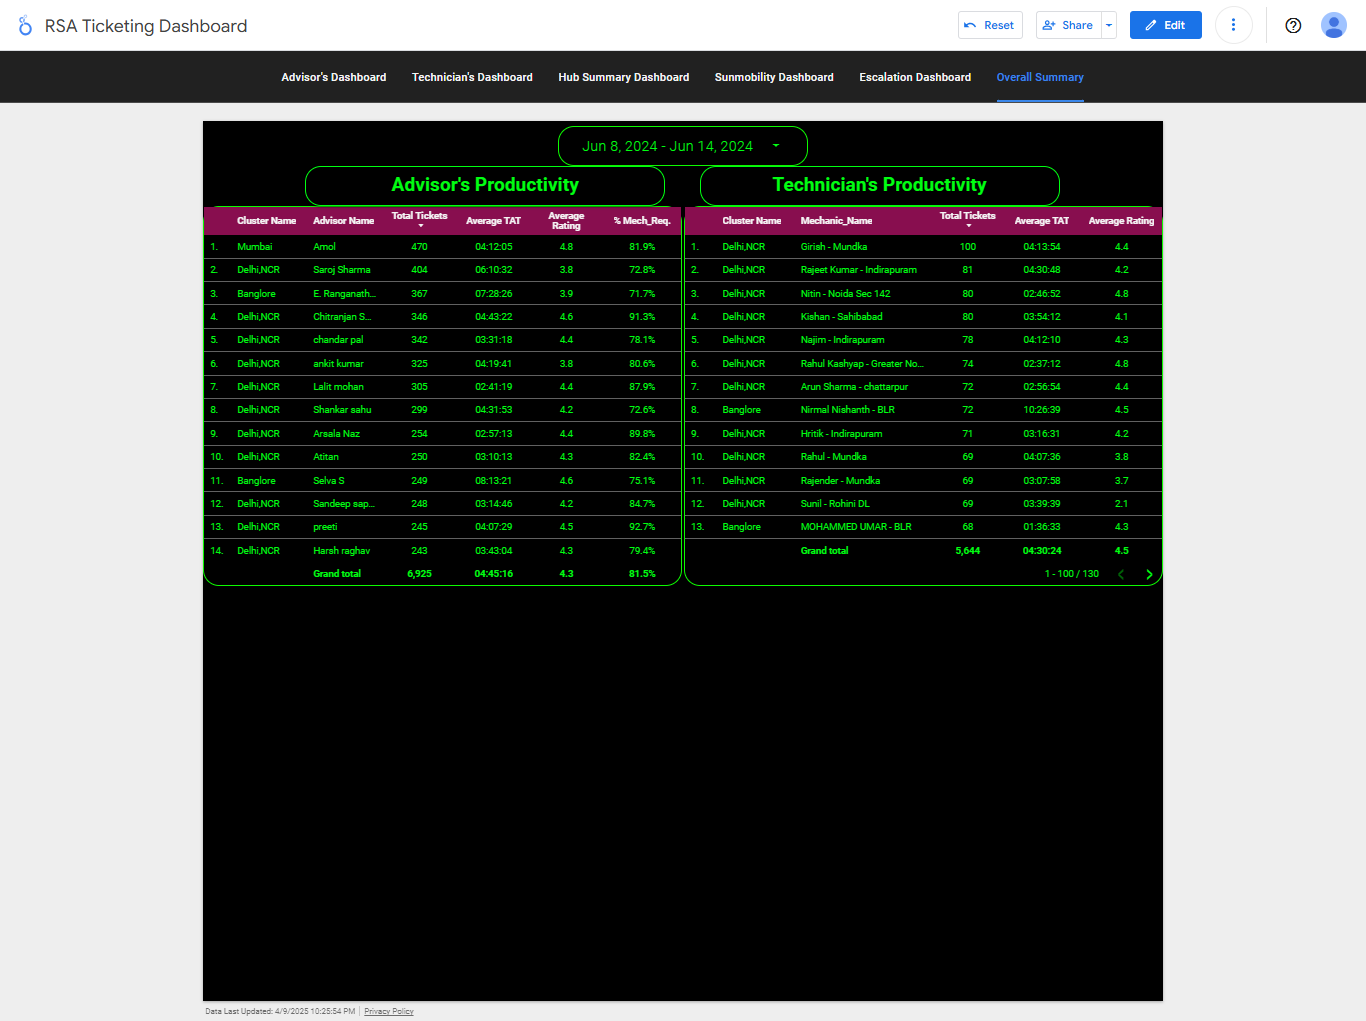 RSA Ticketing Dashboard
Reset
Share
Edit
Advisor's Dashboard Technician's Dashboard Hub Summary Dashboard Sunmobility Dashboard Escalation Dashboard Overall Summary
Jun 8, 2024 - Jun 14, 2024
Advisor's Productivity
Cluster Name Advisor Name Total Tickets Average TAT Average Rating % Mech_Req.
1. Mumbai Amol 470 04:12:05 4.8 81.9%
2. Delhi,NCR Saroj Sharma 404 06:10:32 3.8 72.8%
3. Banglore E. Ranganath... 367 07:28:26 3.9 71.7%
4. Delhi,NCR Chitranjan S... 346 04:43:22 4.6 91.3%
5. Delhi,NCR chandar pal 342 03:31:18 4.4 78.1%
6. Delhi,NCR ankit kumar 325 04:19:41 3.8 80.6%
7. Delhi,NCR Lalit mohan 305 02:41:19 4.4 87.9%
8. Delhi,NCR Shankar sahu 299 04:31:53 4.2 72.6%
9. Delhi,NCR Arsala Naz 254 02:57:13 4.4 89.8%
10. Delhi,NCR Atitan 250 03:10:13 4.3 82.4%
11. Banglore Selva S 249 08:13:21 4.6 75.1%
12. Delhi,NCR Sandeep sap... 248 03:14:46 4.2 84.7%
13. Delhi,NCR preeti 245 04:07:29 4.5 92.7%
14. Delhi,NCR Harsh raghav 243 03:43:04 4.3 79.4%
Grand total 6,925 04:45:16 4.3 81.5%
Technician's Productivity
Cluster Name Mechanic_Name Total Tickets Average TAT Average Rating
1. Delhi,NCR Girish - Mundka 100 04:13:54 4.4
2. Delhi,NCR Rajeet Kumar - Indirapuram 81 04:30:48 4.2
3. Delhi,NCR Nitin - Noida Sec 142 80 02:46:52 4.8
4. Delhi,NCR Kishan - Sahibabad 80 03:54:12 4.1
5. Delhi,NCR Najim - Indirapuram 78 04:12:10 4.3
6. Delhi,NCR Rahul Kashyap - Greater No... 74 02:37:12 4.8
7. Delhi,NCR Arun Sharma - chattarpur 72 02:56:54 4.4
8. Banglore Nirmal Nishanth - BLR 72 10:26:39 4.5
9. Delhi,NCR Hritik - Indirapuram 71 03:16:31 4.2
10. Delhi,NCR Rahul - Mundka 69 04:07:36 3.8
11. Delhi,NCR Rajender - Mundka 69 03:07:58 3.7
12. Delhi,NCR Sunil - Rohini DL 69 03:39:39 2.1
13. Banglore MOHAMMED UMAR - BLR 68 01:36:33 4.3
Grand total 5,644 04:30:24 4.5
1 - 100 / 130
Data Last Updated: 4/9/2025 10:25:54 PM Privacy Policy